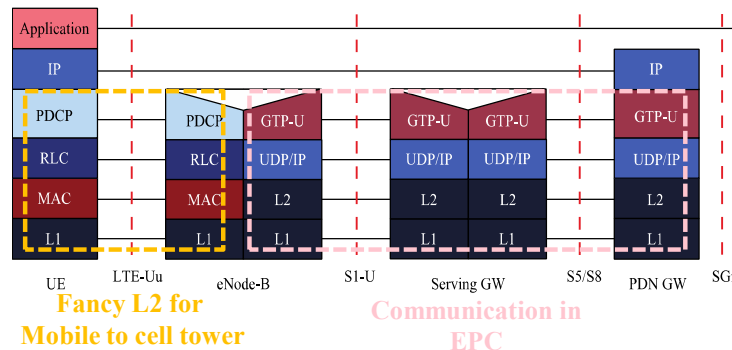 Application
IP IP
PDCP PDCP GTP-U GTP-U GTP-U GTP-U
RLC RLC UDP/IP UDP/IP UDP/IP UDP/IP
MAC MAC L2 L2 L2 L2
L1 L1 L1 L1 L1 L1
UE LTE-Uu eNode-B S1-U Serving GW S5/S8 PDN GW
Fancy L2 for
Mobile to cell tower
Communication in
EPC